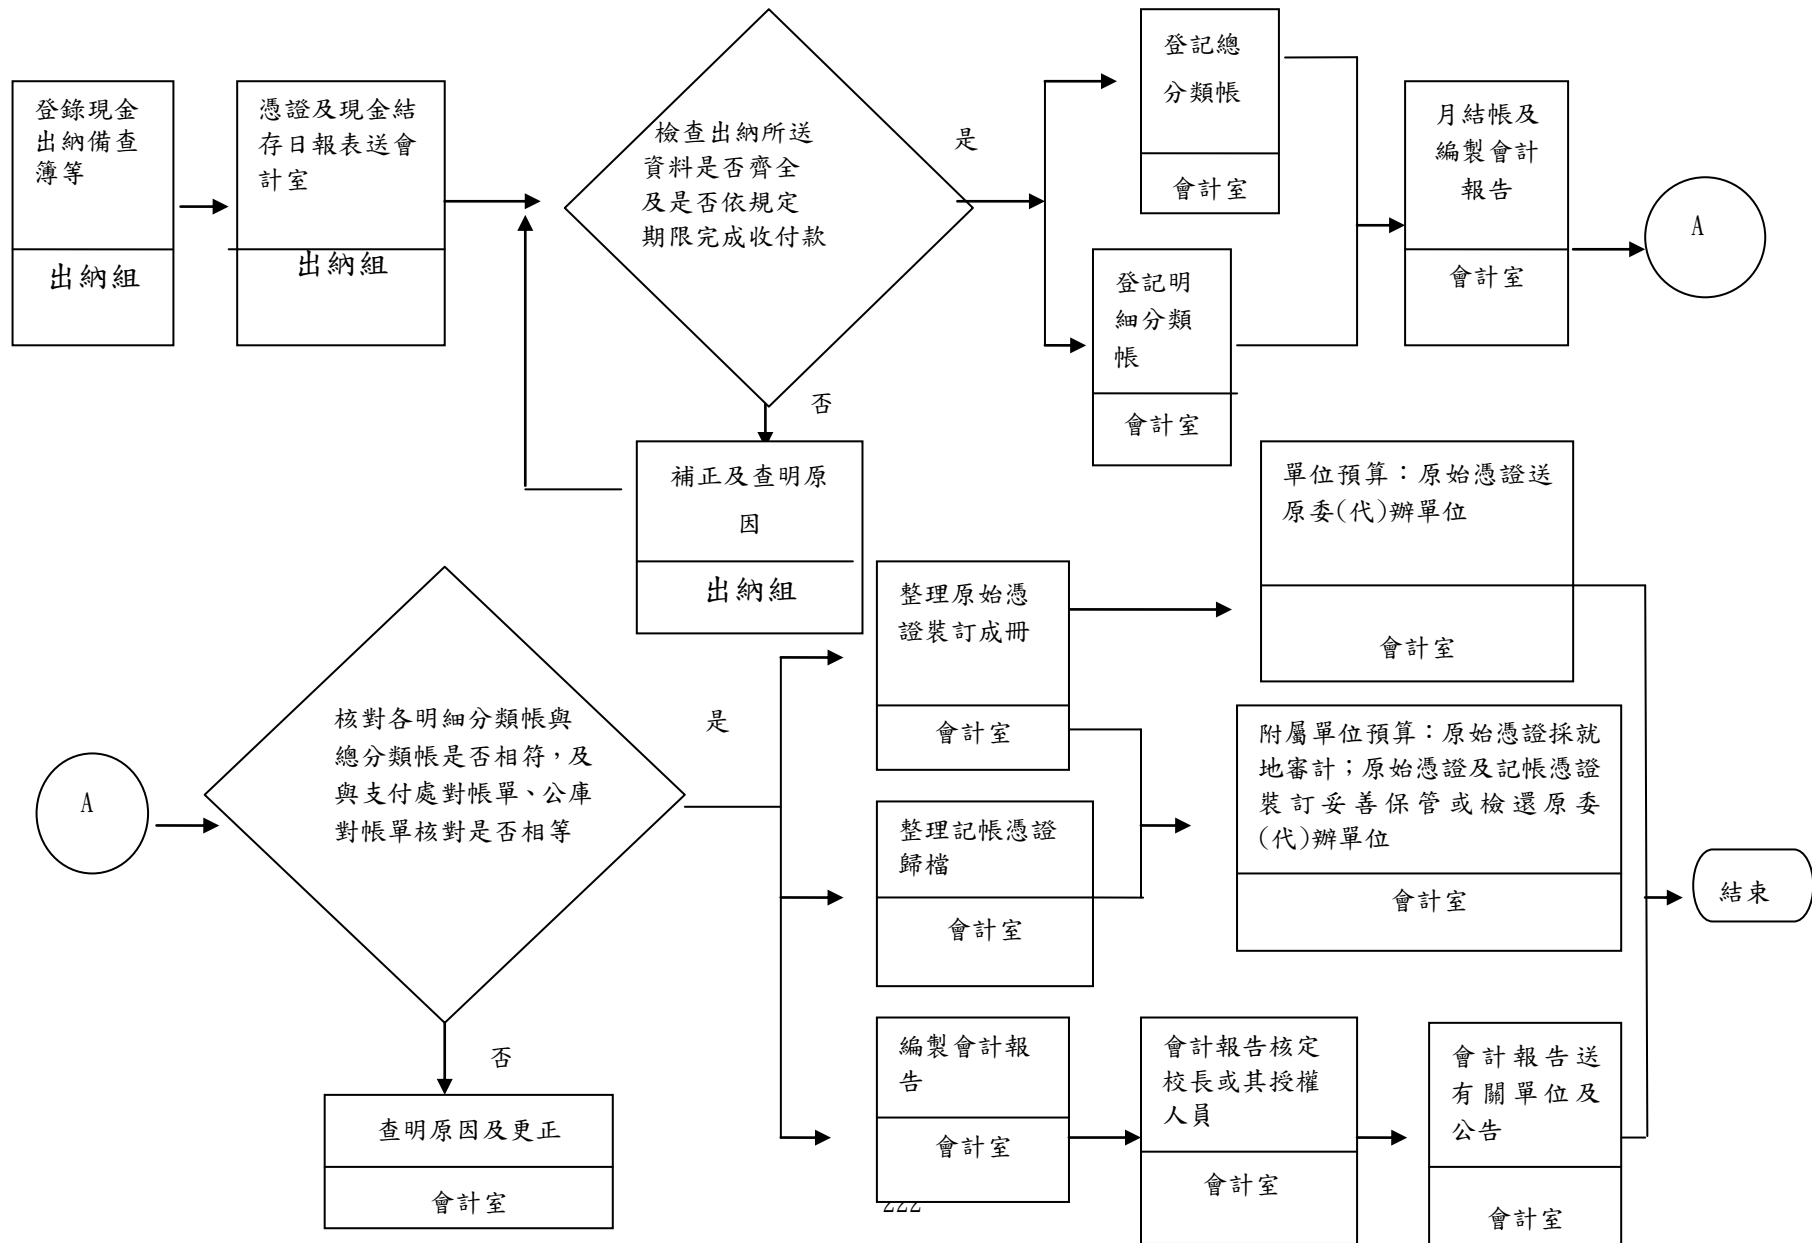 登錄現金
出納備查
簿等
出納組
憑證及現金結
存日報表送會
計室
出納組
檢查出納所送
資料是否齊全
及是否依規定
期限完成收付款
是
否
補正及查明原
因
出納組
登記總
分類帳
會計室
登記明
細分類
帳
會計室
月結帳及
編製會計
報告
會計室
A
A
核對各明細分類帳與
總分類帳是否相符，及
與支付處對帳單、公庫
對帳單核對是否相等
是
否
查明原因及更正
會計室
整理原始憑
證裝訂成冊
會計室
單位預算：原始憑證送
原委(代)辦單位
會計室
整理記帳憑證
歸檔
會計室
附屬單位預算：原始憑證採就
地審計；原始憑證及記帳憑證
裝訂妥善保管或檢還原委
(代)辦單位
會計室
編製會計報
告
會計室
會計報告核定
校長或其授權
人員
會計室
會計報告送
有關單位及
公告
會計室
結束
222